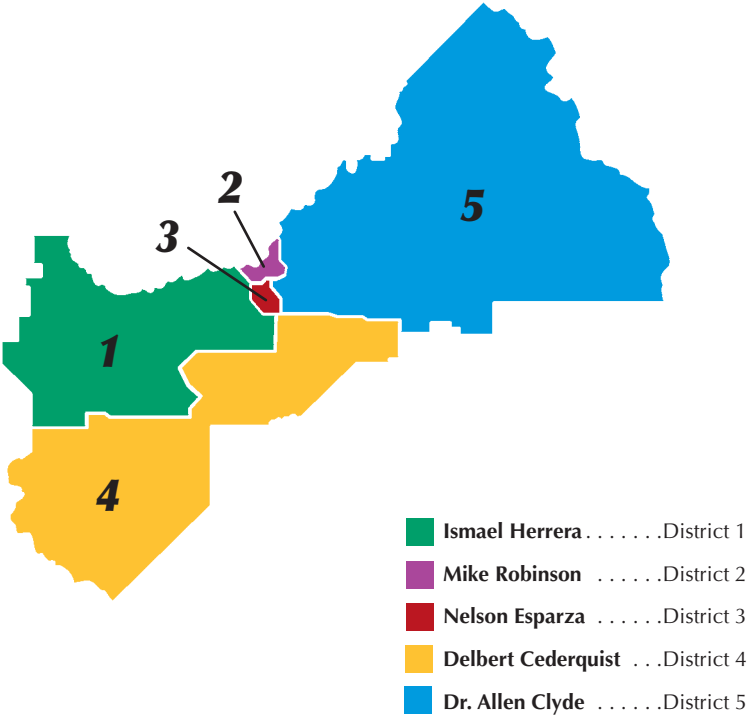 5
2
3
1
4
Ismael Herrera . . . . . . .District 1
Mike Robinson . . . . . .District 2
Nelson Esparza . . . . . .District 3
Delbert Cederquist . . .District 4
Dr. Allen Clyde . . . . . .District 5